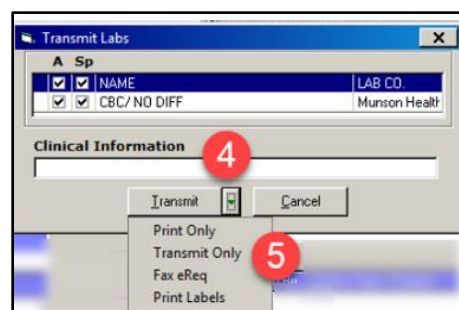 Transmit Labs
A Sp
NAME LAB CO.
CBC/ NO DIFF Munson Health
Clinical Information
4
Transmit Cancel
Print Only
Transmit Only
5
Fax eReq
Print Labels